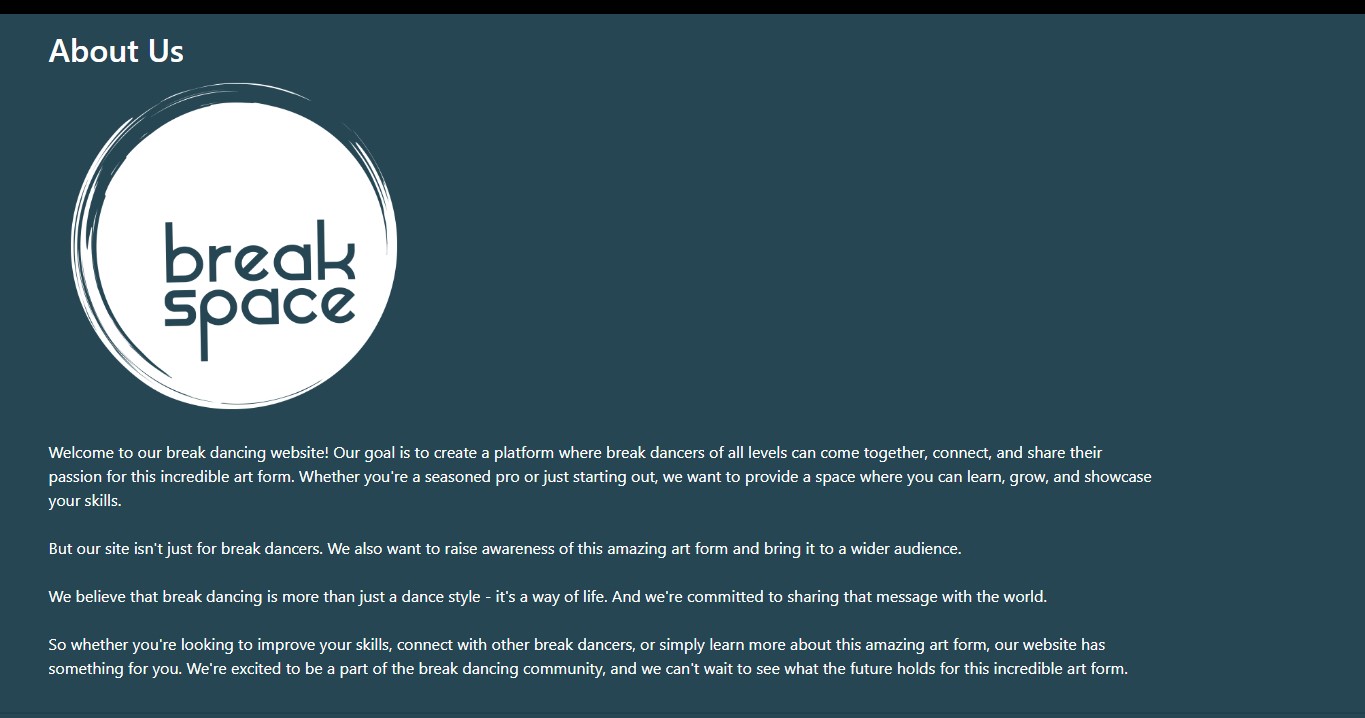 About Us
break
space
Welcome to our break dancing website! Our goal is to create a platform where break dancers of all levels can come together, connect, and share their
passion for this incredible art form. Whether you're a seasoned pro or just starting out, we want to provide a space where you can learn, grow, and showcase
your skills.
But our site isn't just for break dancers. We also want to raise awareness of this amazing art form and bring it to a wider audience.
We believe that break dancing is more than just a dance style - it's a way of life. And we're committed to sharing that message with the world.
So whether you're looking to improve your skills, connect with other break dancers, or simply learn more about this amazing art form, our website has
something for you. We're excited to be a part of the break dancing community, and we can't wait to see what the future holds for this incredible art form.